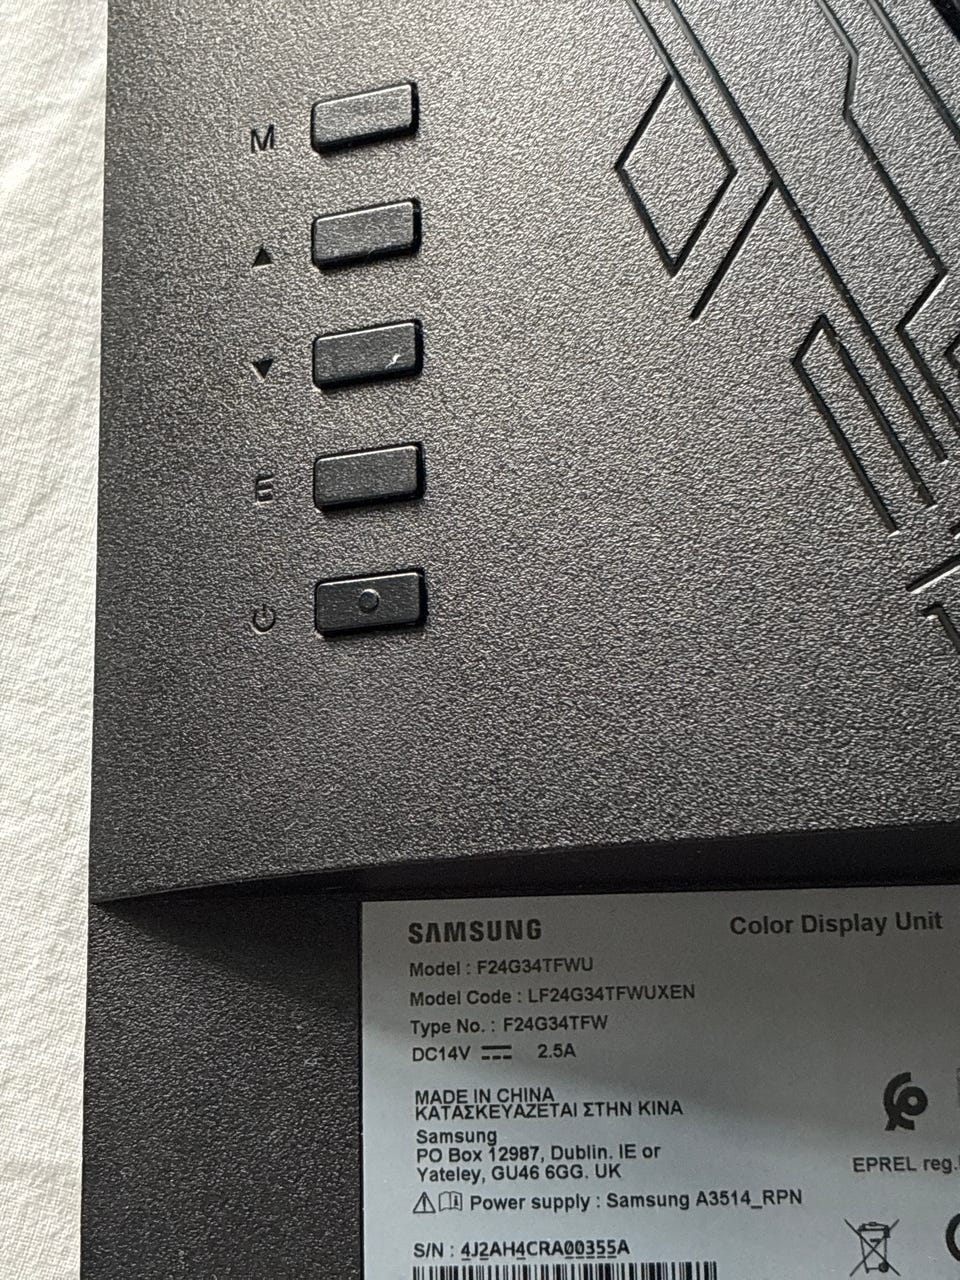 M
▲
▼
E
SAMSUNG
Color Display Unit
Model : F24G34TFWU
Model Code : LF24G34TFWUXEN
Type No. : F24G34TFW
DC14V ⎓ 2.5A
MADE IN CHINA
ΚΑΤΑΣΚΕΥΑΖΕΤΑΙ ΣΤΗΝ ΚΙΝΑ
Samsung
PO Box 12987, Dublin. IE or
Yateley, GU46 6GG. UK
EPREL reg.
Power supply : Samsung A3514_RPN
S/N : 4J2AH4CRA00355A